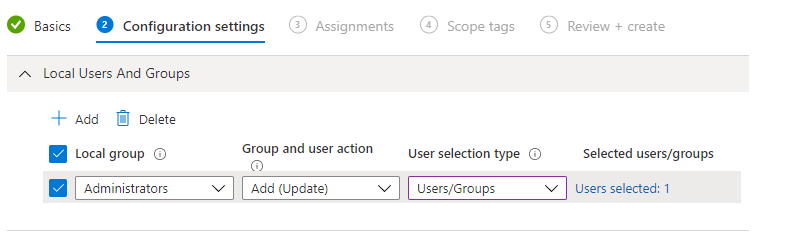 Basics 2 Configuration settings 3 Assignments 4 Scope tags 5 Review + create
Local Users And Groups
Add Delete
Local group Group and user action User selection type Selected users/groups
Administrators Add (Update) Users/Groups Users selected: 1